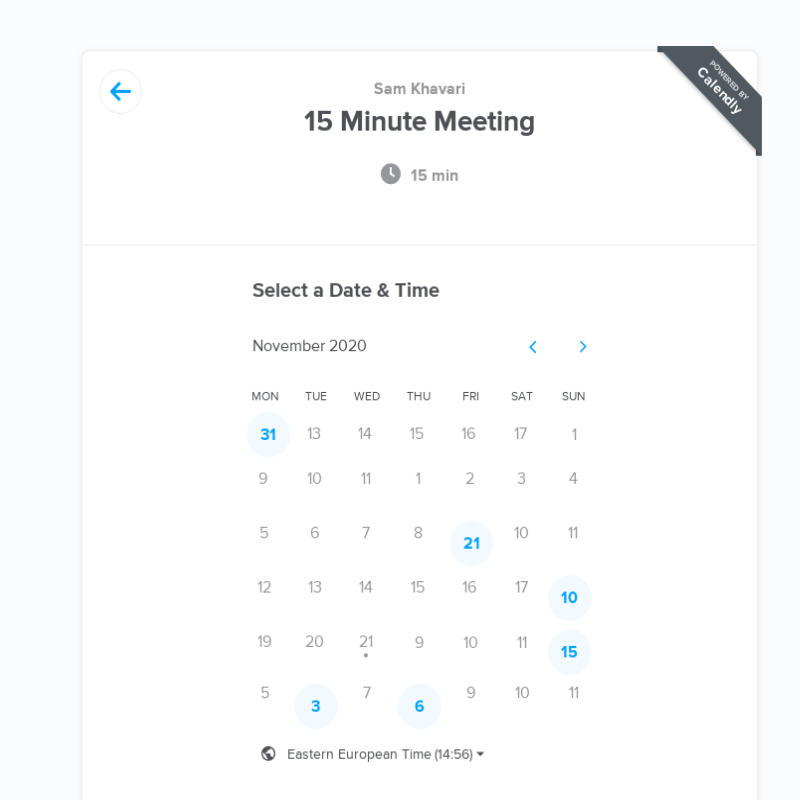 POWERED BY
Calendly
Sam Khavari
15 Minute Meeting
15 min
Select a Date & Time
November 2020
MON TUE WED THU FRI SAT SUN
31 13 14 15 16 17 1
9 10 11 1 2 3 4
5 6 7 8 21 10 11
12 13 14 15 16 17 10
19 20 21 9 10 11 15
5 3 7 6 9 10 11
Eastern European Time (14:56)